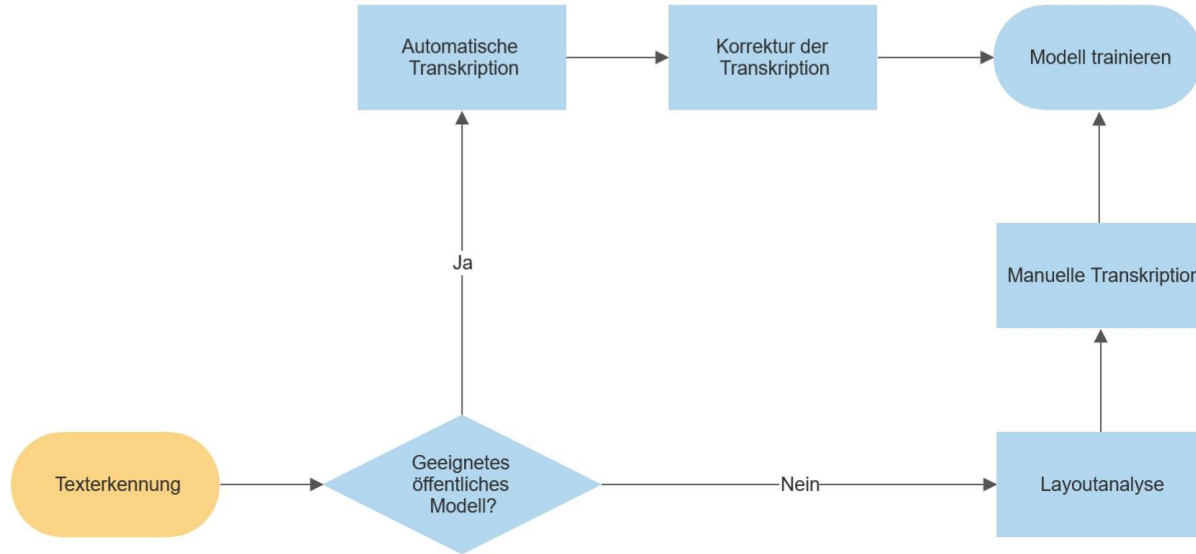 Automatische
Transkription
Korrektur der
Transkription
Modell trainieren
Ja
Manuelle Transkription
Texterkennung
Geeignetes
öffentliches
Modell?
Nein
Layoutanalyse